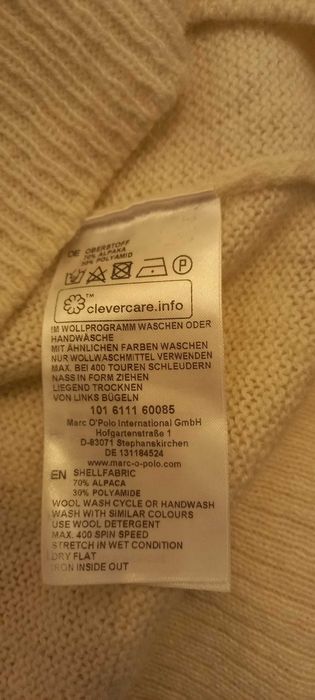 DE OBERSTOFF
70% ALPAKA
30% POLYAMID
P
™
clevercare.info
IM WOLLPROGRAMM WASCHEN ODER
HANDWÄSCHE
MIT ÄHNLICHEN FARBEN WASCHEN
NUR WOLLWASCHMITTEL VERWENDEN
MAX. BEI 400 TOUREN SCHLEUDERN
NASS IN FORM ZIEHEN
LIEGEND TROCKNEN
VON LINKS BÜGELN
101 6111 60085
Marc O'Polo International GmbH
Hofgartenstraße 1
D-83071 Stephanskirchen
DE 131184524
www.marc-o-polo.com
EN SHELLFABRIC
70% ALPACA
30% POLYAMIDE
WOOL WASH CYCLE OR HANDWASH
WASH WITH SIMILAR COLOURS
USE WOOL DETERGENT
MAX. 400 SPIN SPEED
STRETCH IN WET CONDITION
DRY FLAT
IRON INSIDE OUT